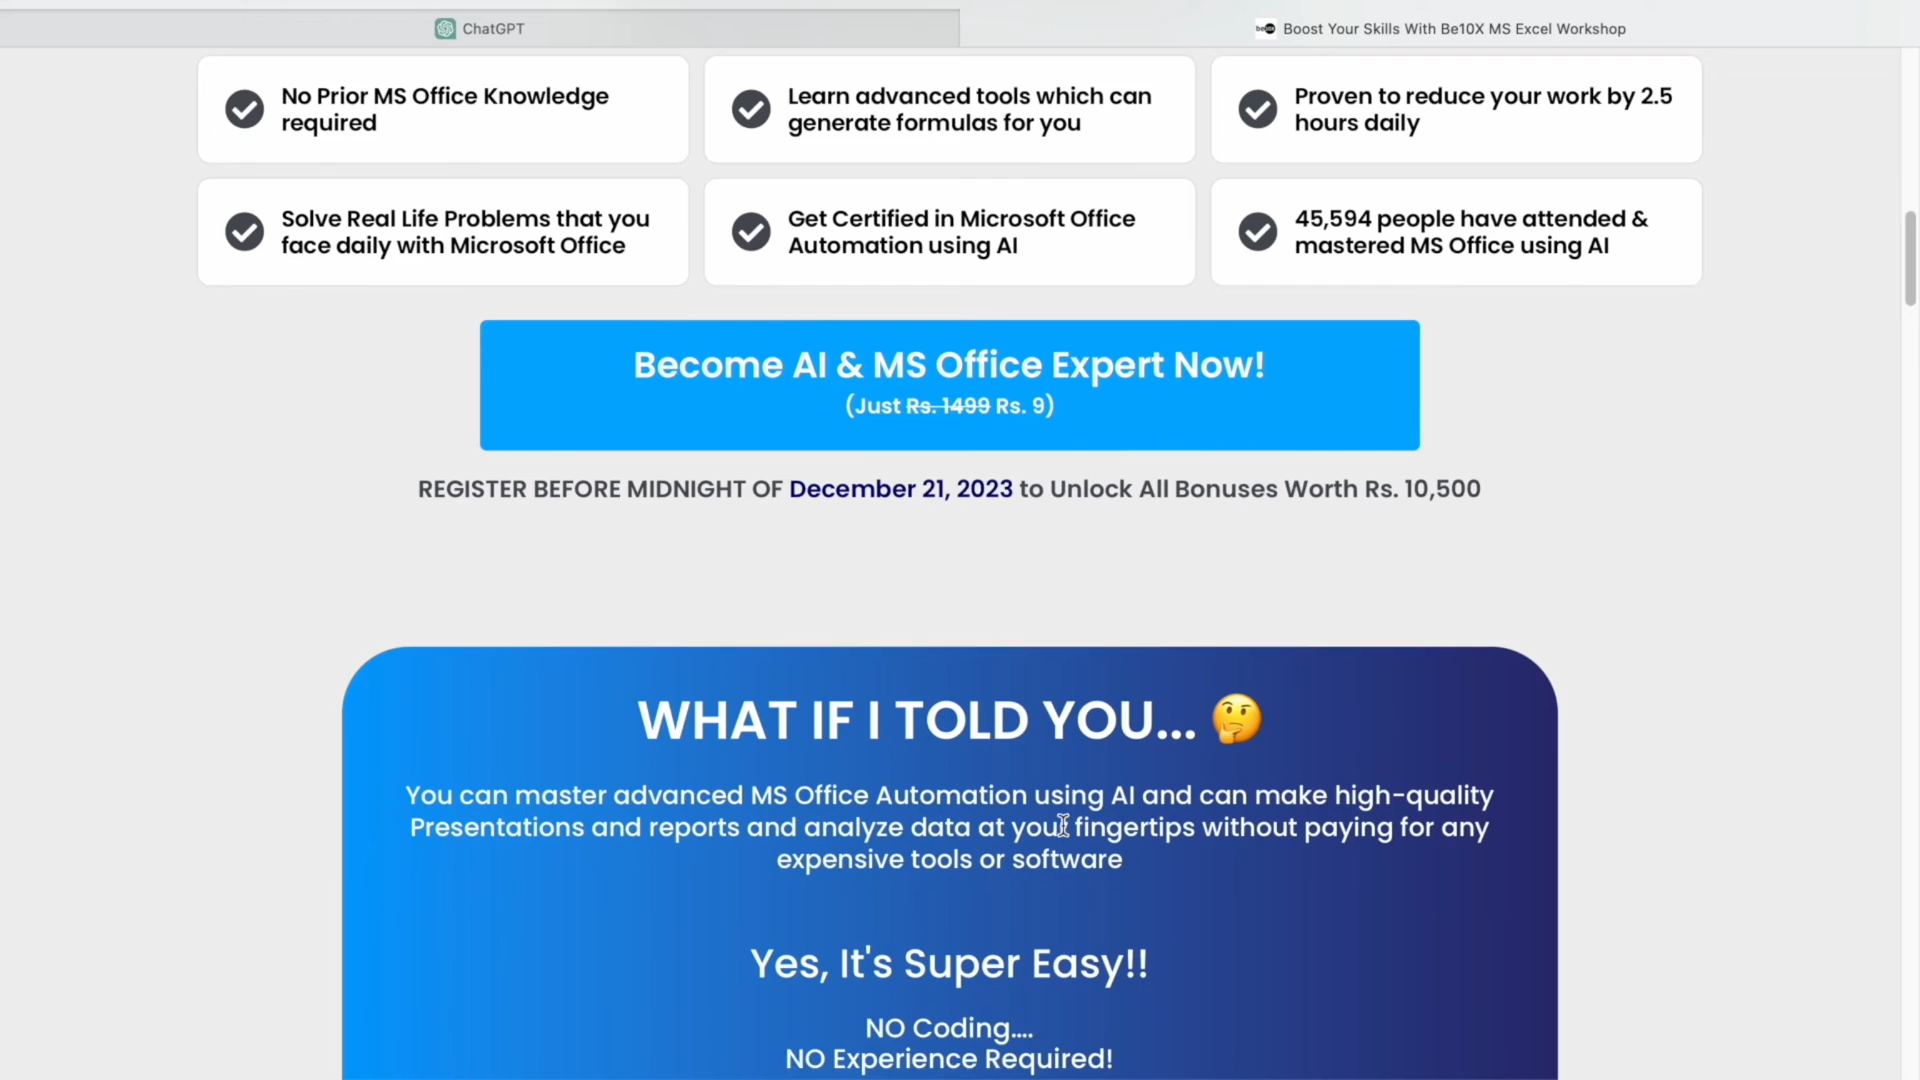 ChatGPT
Boost Your Skills With Be10X MS Excel Workshop
No Prior MS Office Knowledge
required
Learn advanced tools which can
generate formulas for you
Proven to reduce your work by 2.5
hours daily
Solve Real Life Problems that you
face daily with Microsoft Office
Get Certified in Microsoft Office
Automation using AI
45,594 people have attended &
mastered MS Office using AI
Become AI & MS Office Expert Now!
(Just Rs. 1499 Rs. 9)
REGISTER BEFORE MIDNIGHT OF December 21, 2023 to Unlock All Bonuses Worth Rs. 10,500
WHAT IF I TOLD YOU... 🤔
You can master advanced MS Office Automation using AI and can make high-quality
Presentations and reports and analyze data at your fingertips without paying for any
expensive tools or software
Yes, It's Super Easy!!
NO Coding....
NO Experience Required!